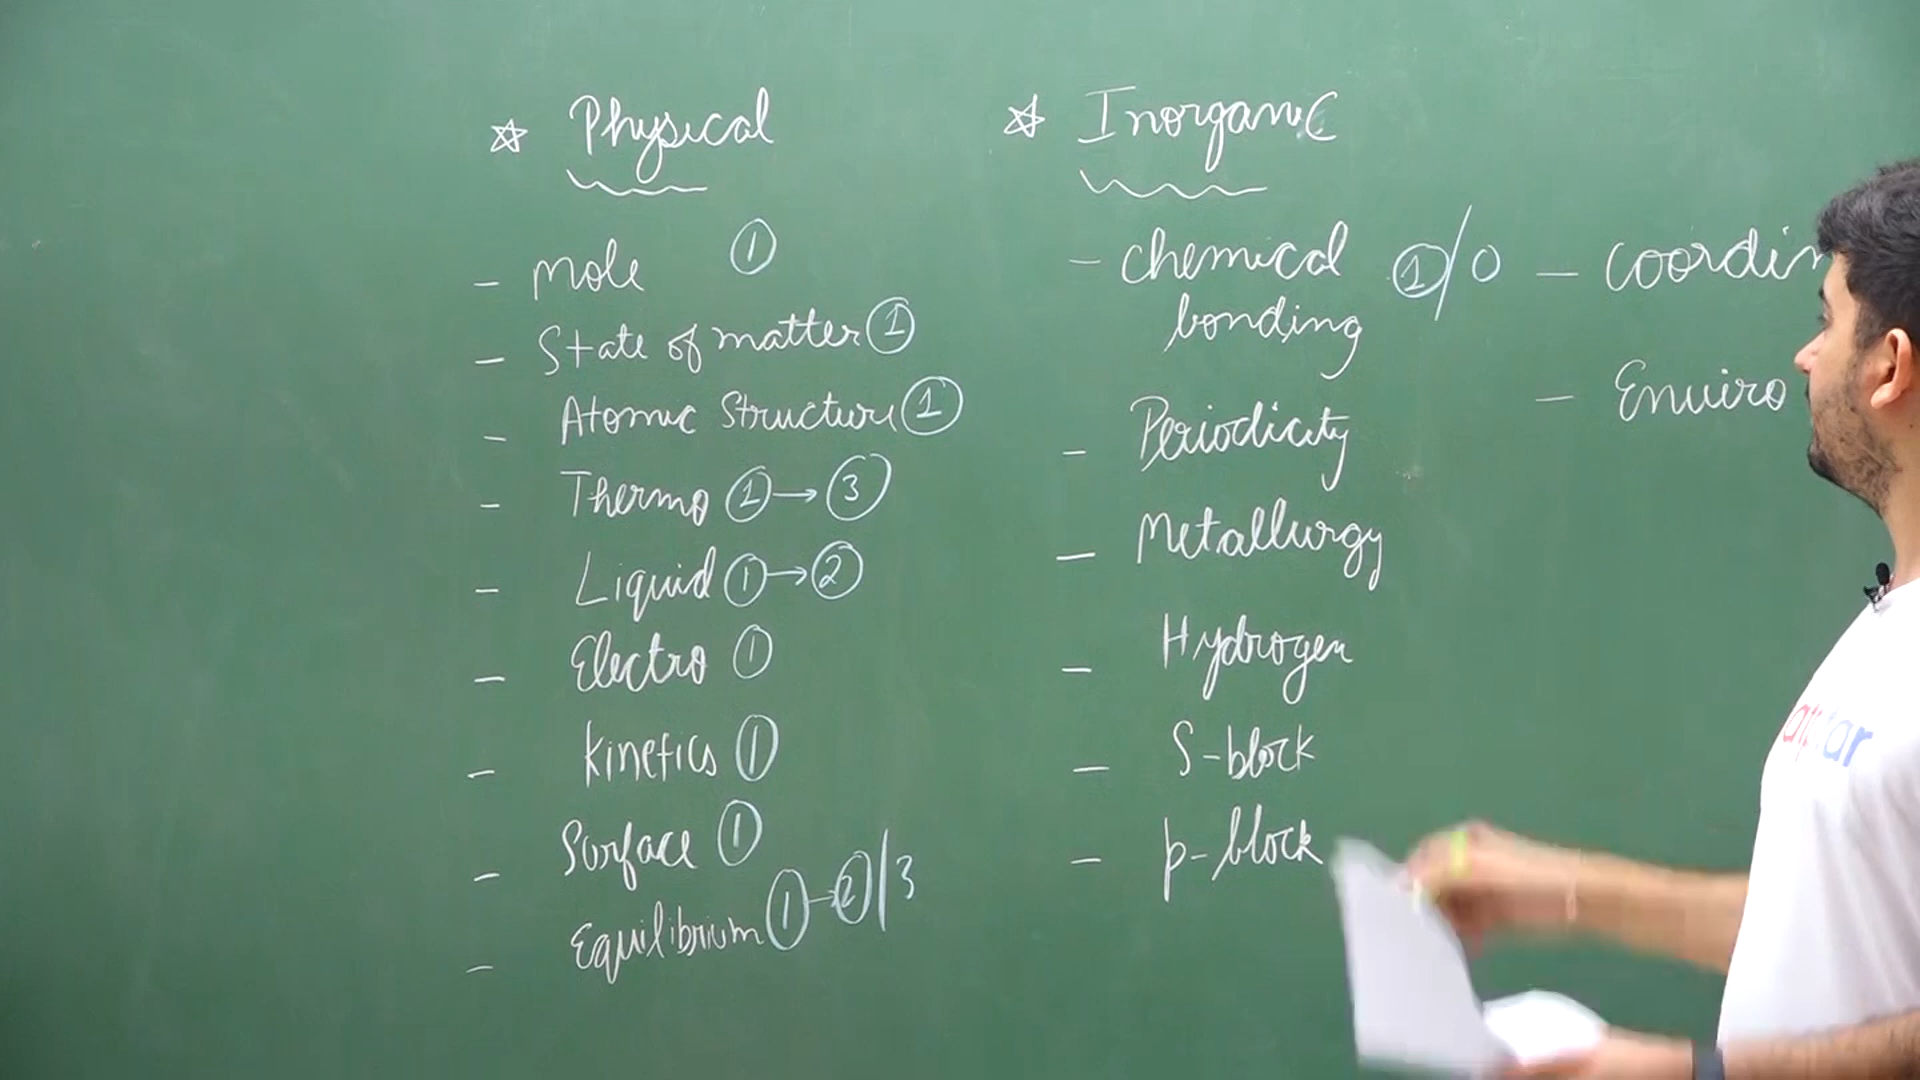 ☆ Physical
- Mole ①
- State of matter ①
- Atomic Structure ①
- Thermo ① → ③
- Liquid ① → ②
- Electro ①
- Kinetics ①
- Surface ①
- Equilibrium ① → ②/3
☆ Inorganic
- Chemical ①/0
bonding
- Periodicity
- Metallurgy
- Hydrogen
- S-block
- p-block
- Coordin
- Enviro